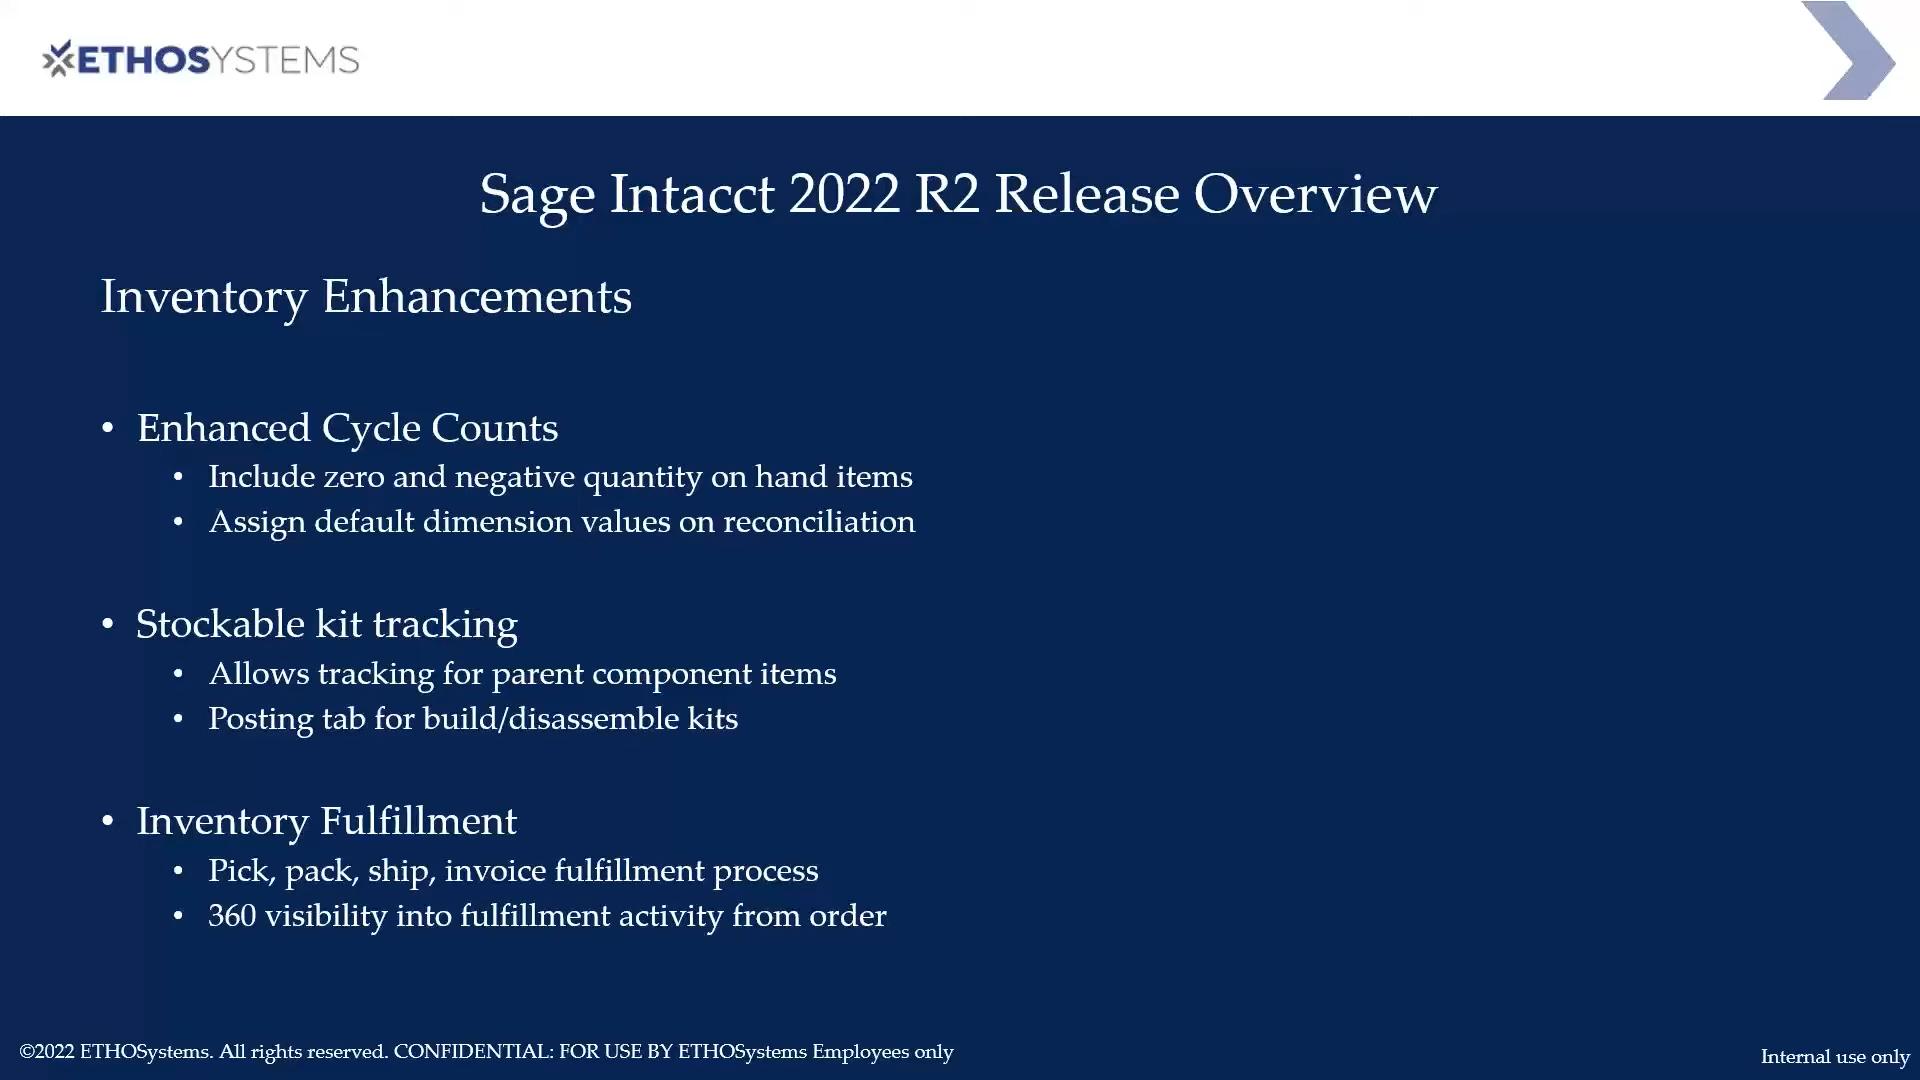 ETHOSYSTEMS
Sage Intacct 2022 R2 Release Overview
Inventory Enhancements
• Enhanced Cycle Counts
• Include zero and negative quantity on hand items
• Assign default dimension values on reconciliation
• Stockable kit tracking
• Allows tracking for parent component items
• Posting tab for build/disassemble kits
• Inventory Fulfillment
• Pick, pack, ship, invoice fulfillment process
• 360 visibility into fulfillment activity from order
©2022 ETHOSystems. All rights reserved. CONFIDENTIAL: FOR USE BY ETHOSystems Employees only
Internal use only